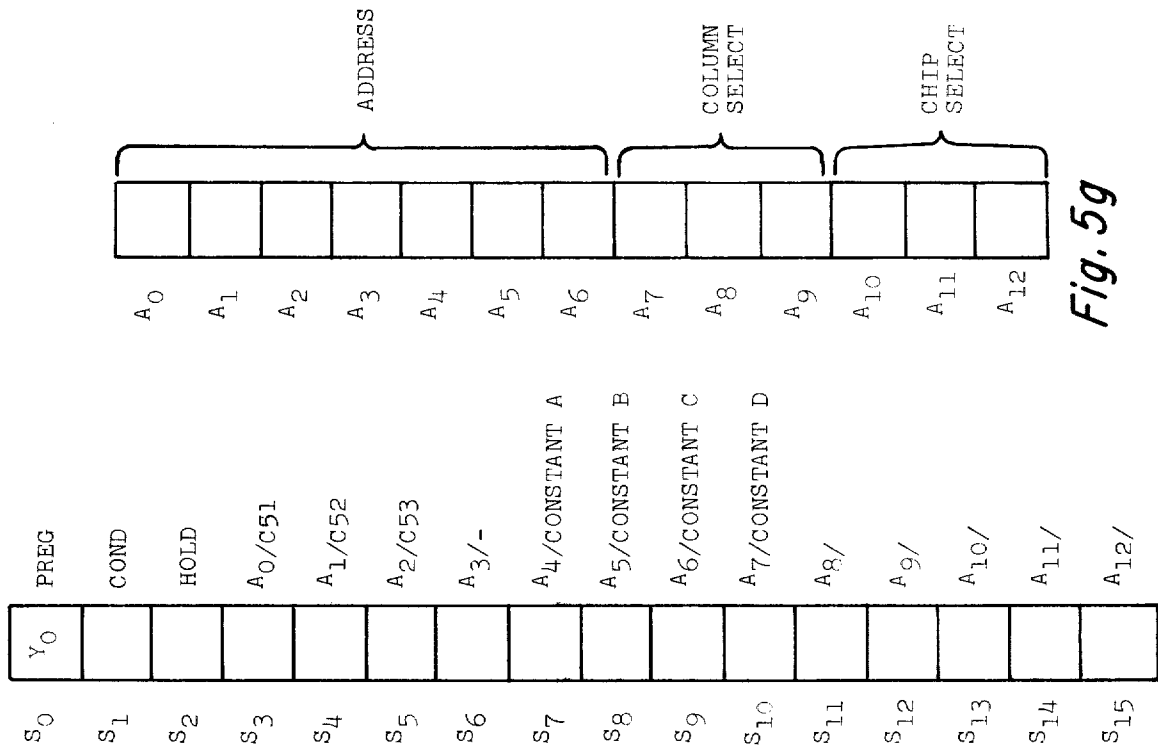 S0 Y0 PREG
S1 COND
S2 HOLD
S3 A0/C51
S4 A1/C52
S5 A2/C53
S6 A3/-
S7 A4/CONSTANT A
S8 A5/CONSTANT B
S9 A6/CONSTANT C
S10 A7/CONSTANT D
S11 A8/
S12 A9/
S13 A10/
S14 A11/
S15 A12/
A0
A1
A2
A3
A4
A5
A6
A7
A8
A9
A10
A11
A12
ADDRESS
COLUMN
SELECT
CHIP
SELECT
Fig. 5g